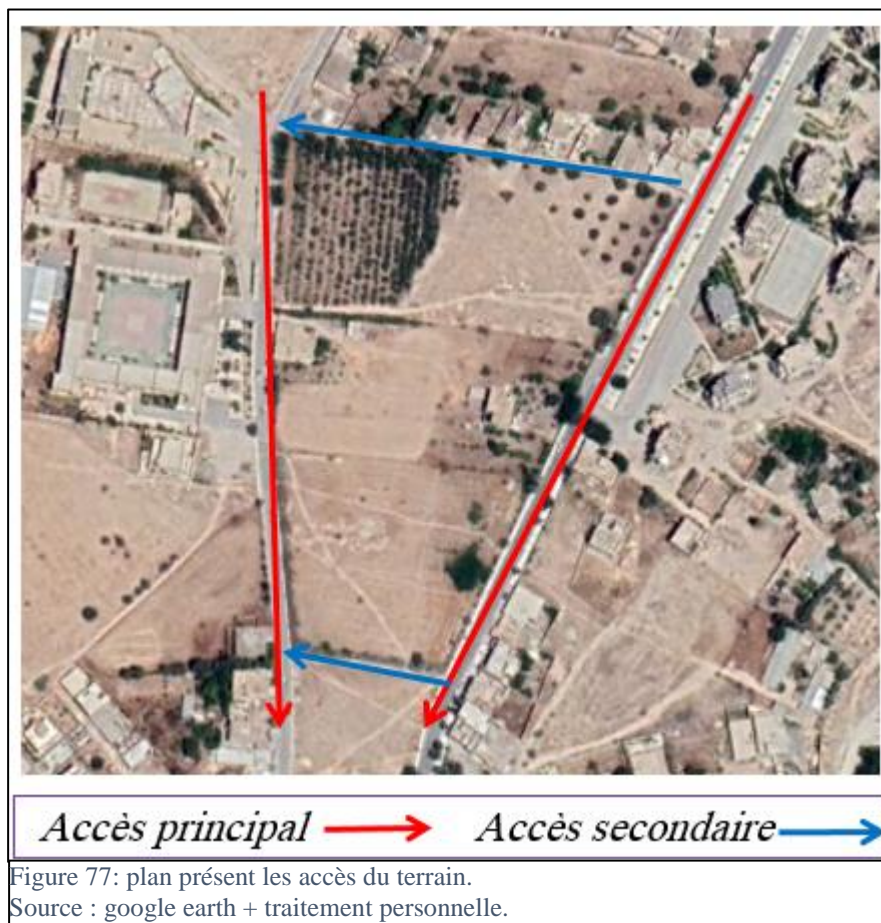 Accès principal Accès secondaire
Figure 77: plan présent les accès du terrain.
Source : google earth + traitement personnelle.